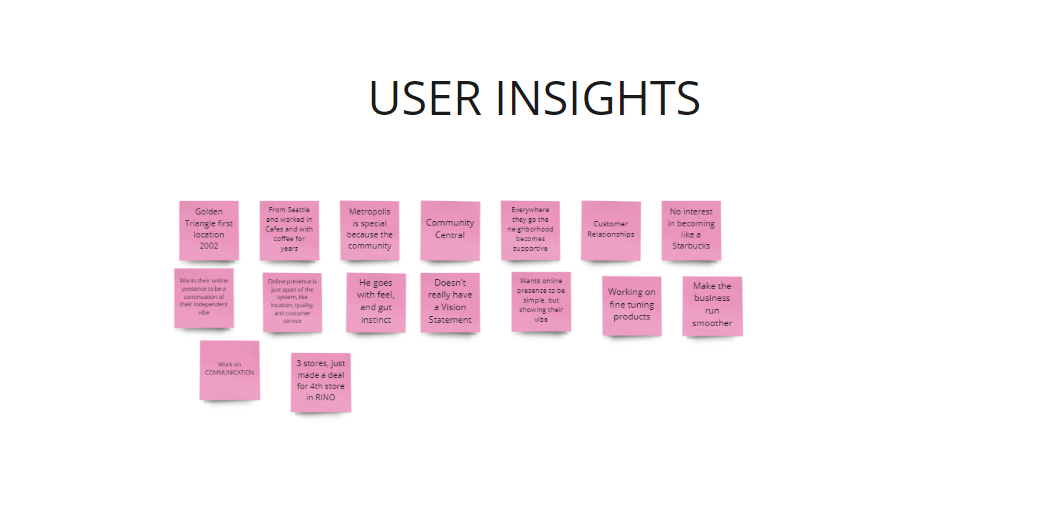 USER INSIGHTS
Golden
Triangle first
location
2002
From Seattle
and worked in
Cafes and with
coffee for
years
Metropolis
is special
because the
community
Community
Central
Everywhere
they go the
neighborhood
becomes
supportive
Customer
Relationships
No interest
in becoming
like a
Starbucks
Wants their online
presence to be a
continuation of
their independent
vibe
Online presence is
just apart of the
system, like
location, quality,
and customer
service
He goes
with feel,
and gut
instinct
Doesn't
really have
a Vision
Statement
Wants online
presence to be
simple, but
showing their
vibe
Working on
fine tuning
products
Make the
business
run
smoother
Work on
COMMUNICATION
3 stores, just
made a deal
for 4th store
in RINO